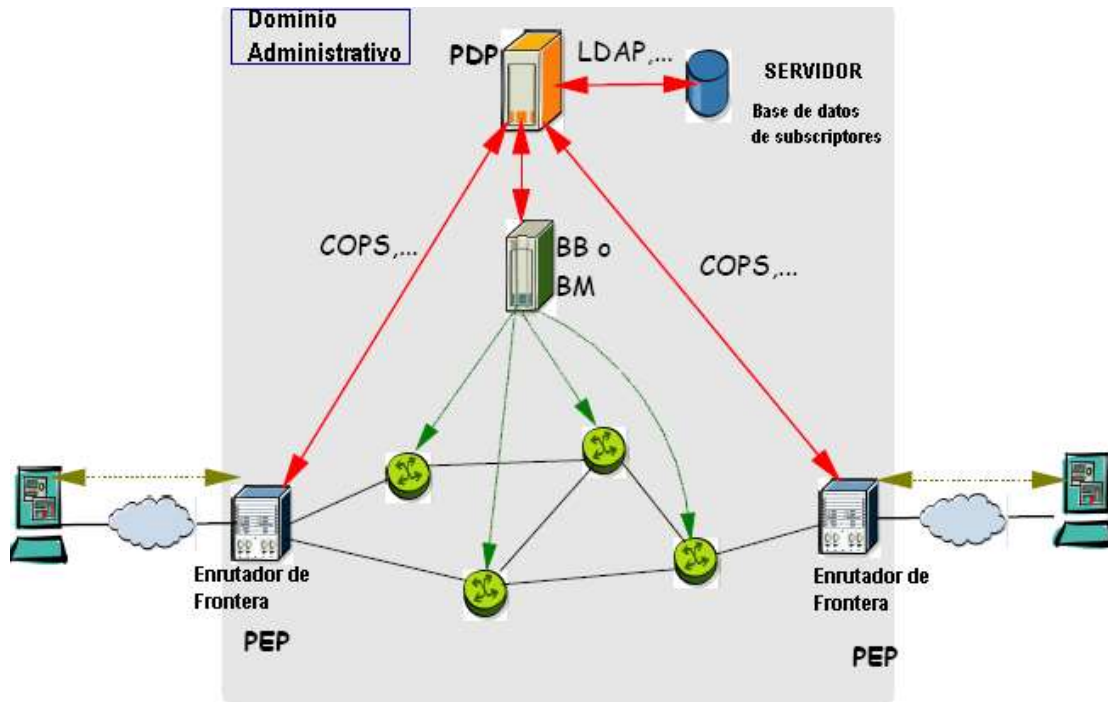 Dominio
Administrativo
PDP
LDAP,...
SERVIDOR
Base de datos
de subscriptores
COPS,...
BB o
BM
COPS,...
Enrutador de
Frontera
PEP
Enrutador de
Frontera
PEP